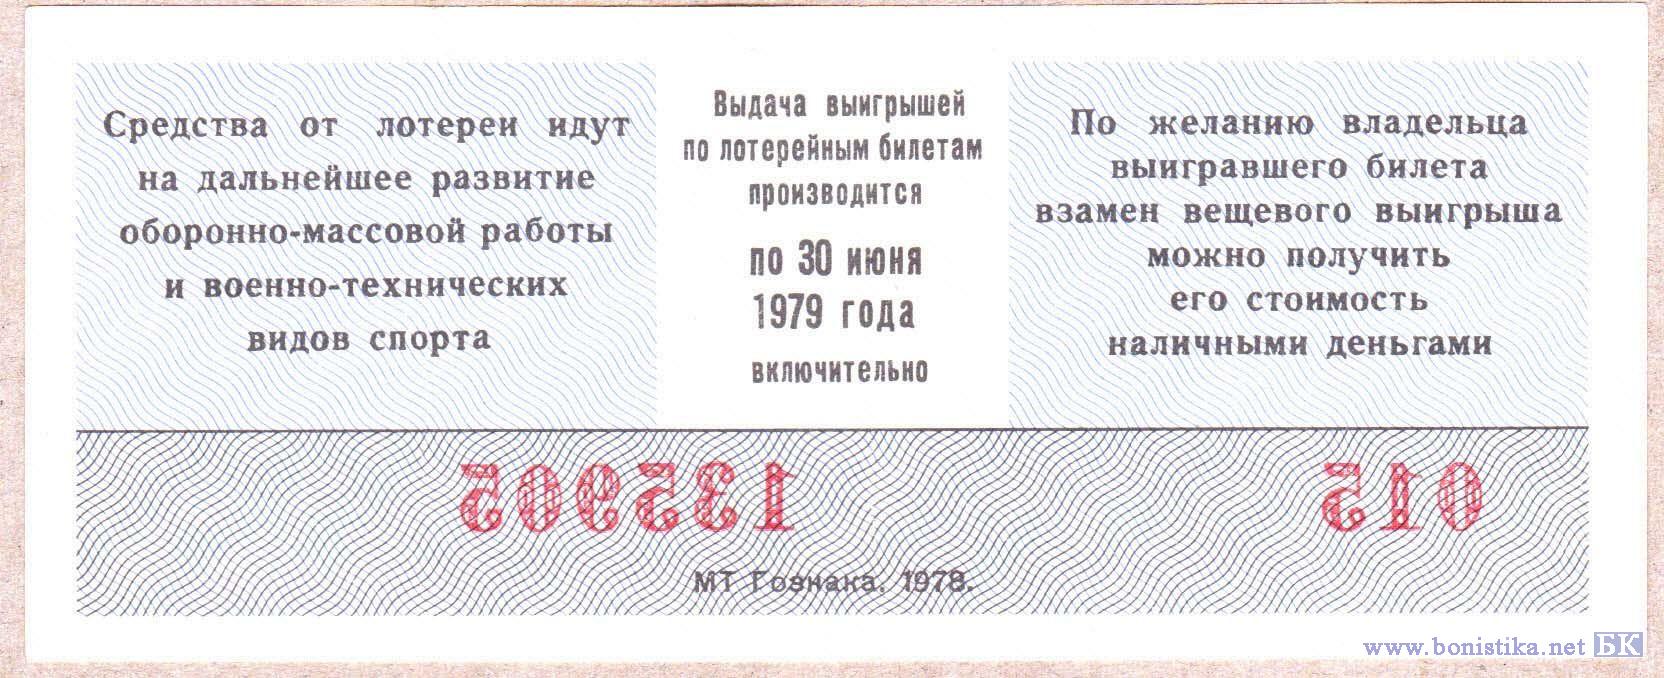 Средства от лотереи идут
на дальнейшее развитие
оборонно-массовой работы
и военно-технических
видов спорта
Выдача выигрышей
по лотерейным билетам
производится
по 30 июня
1979 года
включительно
По желанию владельца
выигравшего билета
взамен вещевого выигрыша
можно получить
его стоимость
наличными деньгами
135905 015
МТ Гознака. 1978.
www.bonistika.net БК